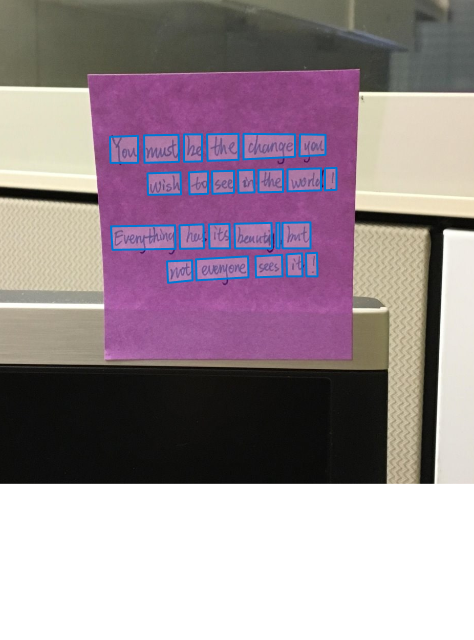 You must be the change you
wish to see in the world!
Everything has its beauty but
not everyone sees it!